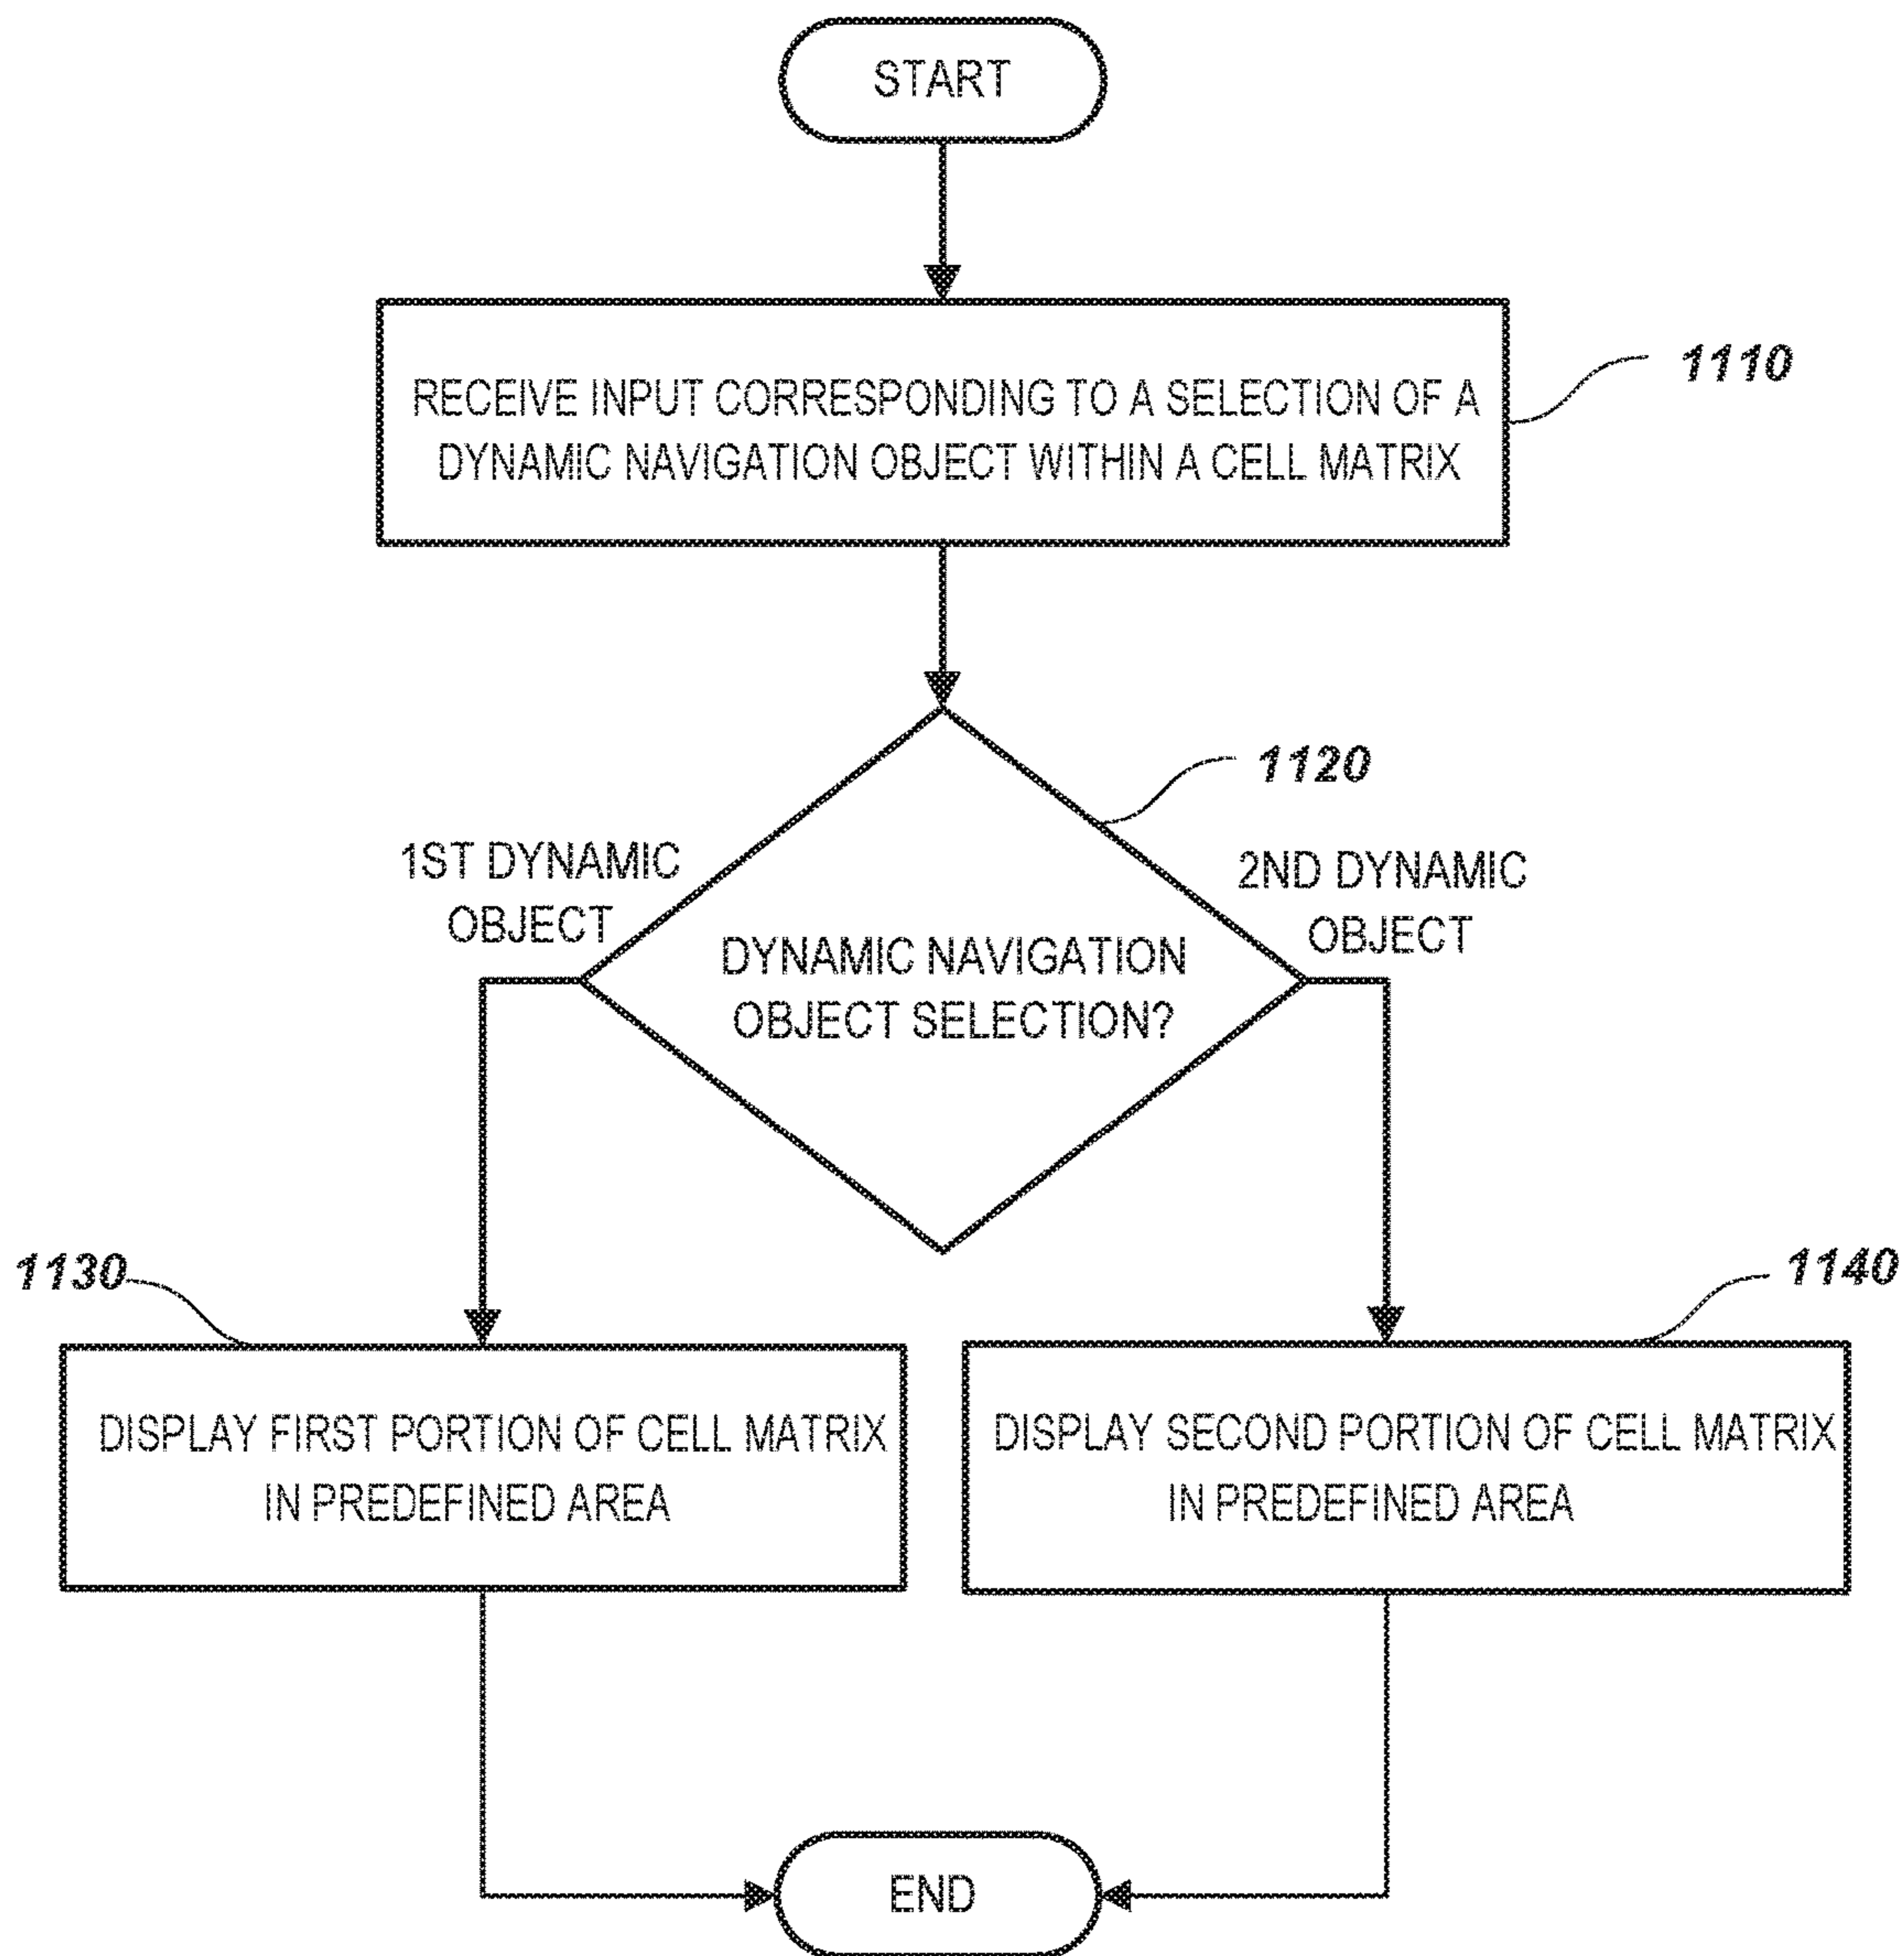 START
RECEIVE INPUT CORRESPONDING TO A SELECTION OF A
DYNAMIC NAVIGATION OBJECT WITHIN A CELL MATRIX
1110
1120
1ST DYNAMIC
OBJECT
2ND DYNAMIC
OBJECT
DYNAMIC NAVIGATION
OBJECT SELECTION?
1130
1140
DISPLAY FIRST PORTION OF CELL MATRIX
IN PREDEFINED AREA
DISPLAY SECOND PORTION OF CELL MATRIX
IN PREDEFINED AREA
END